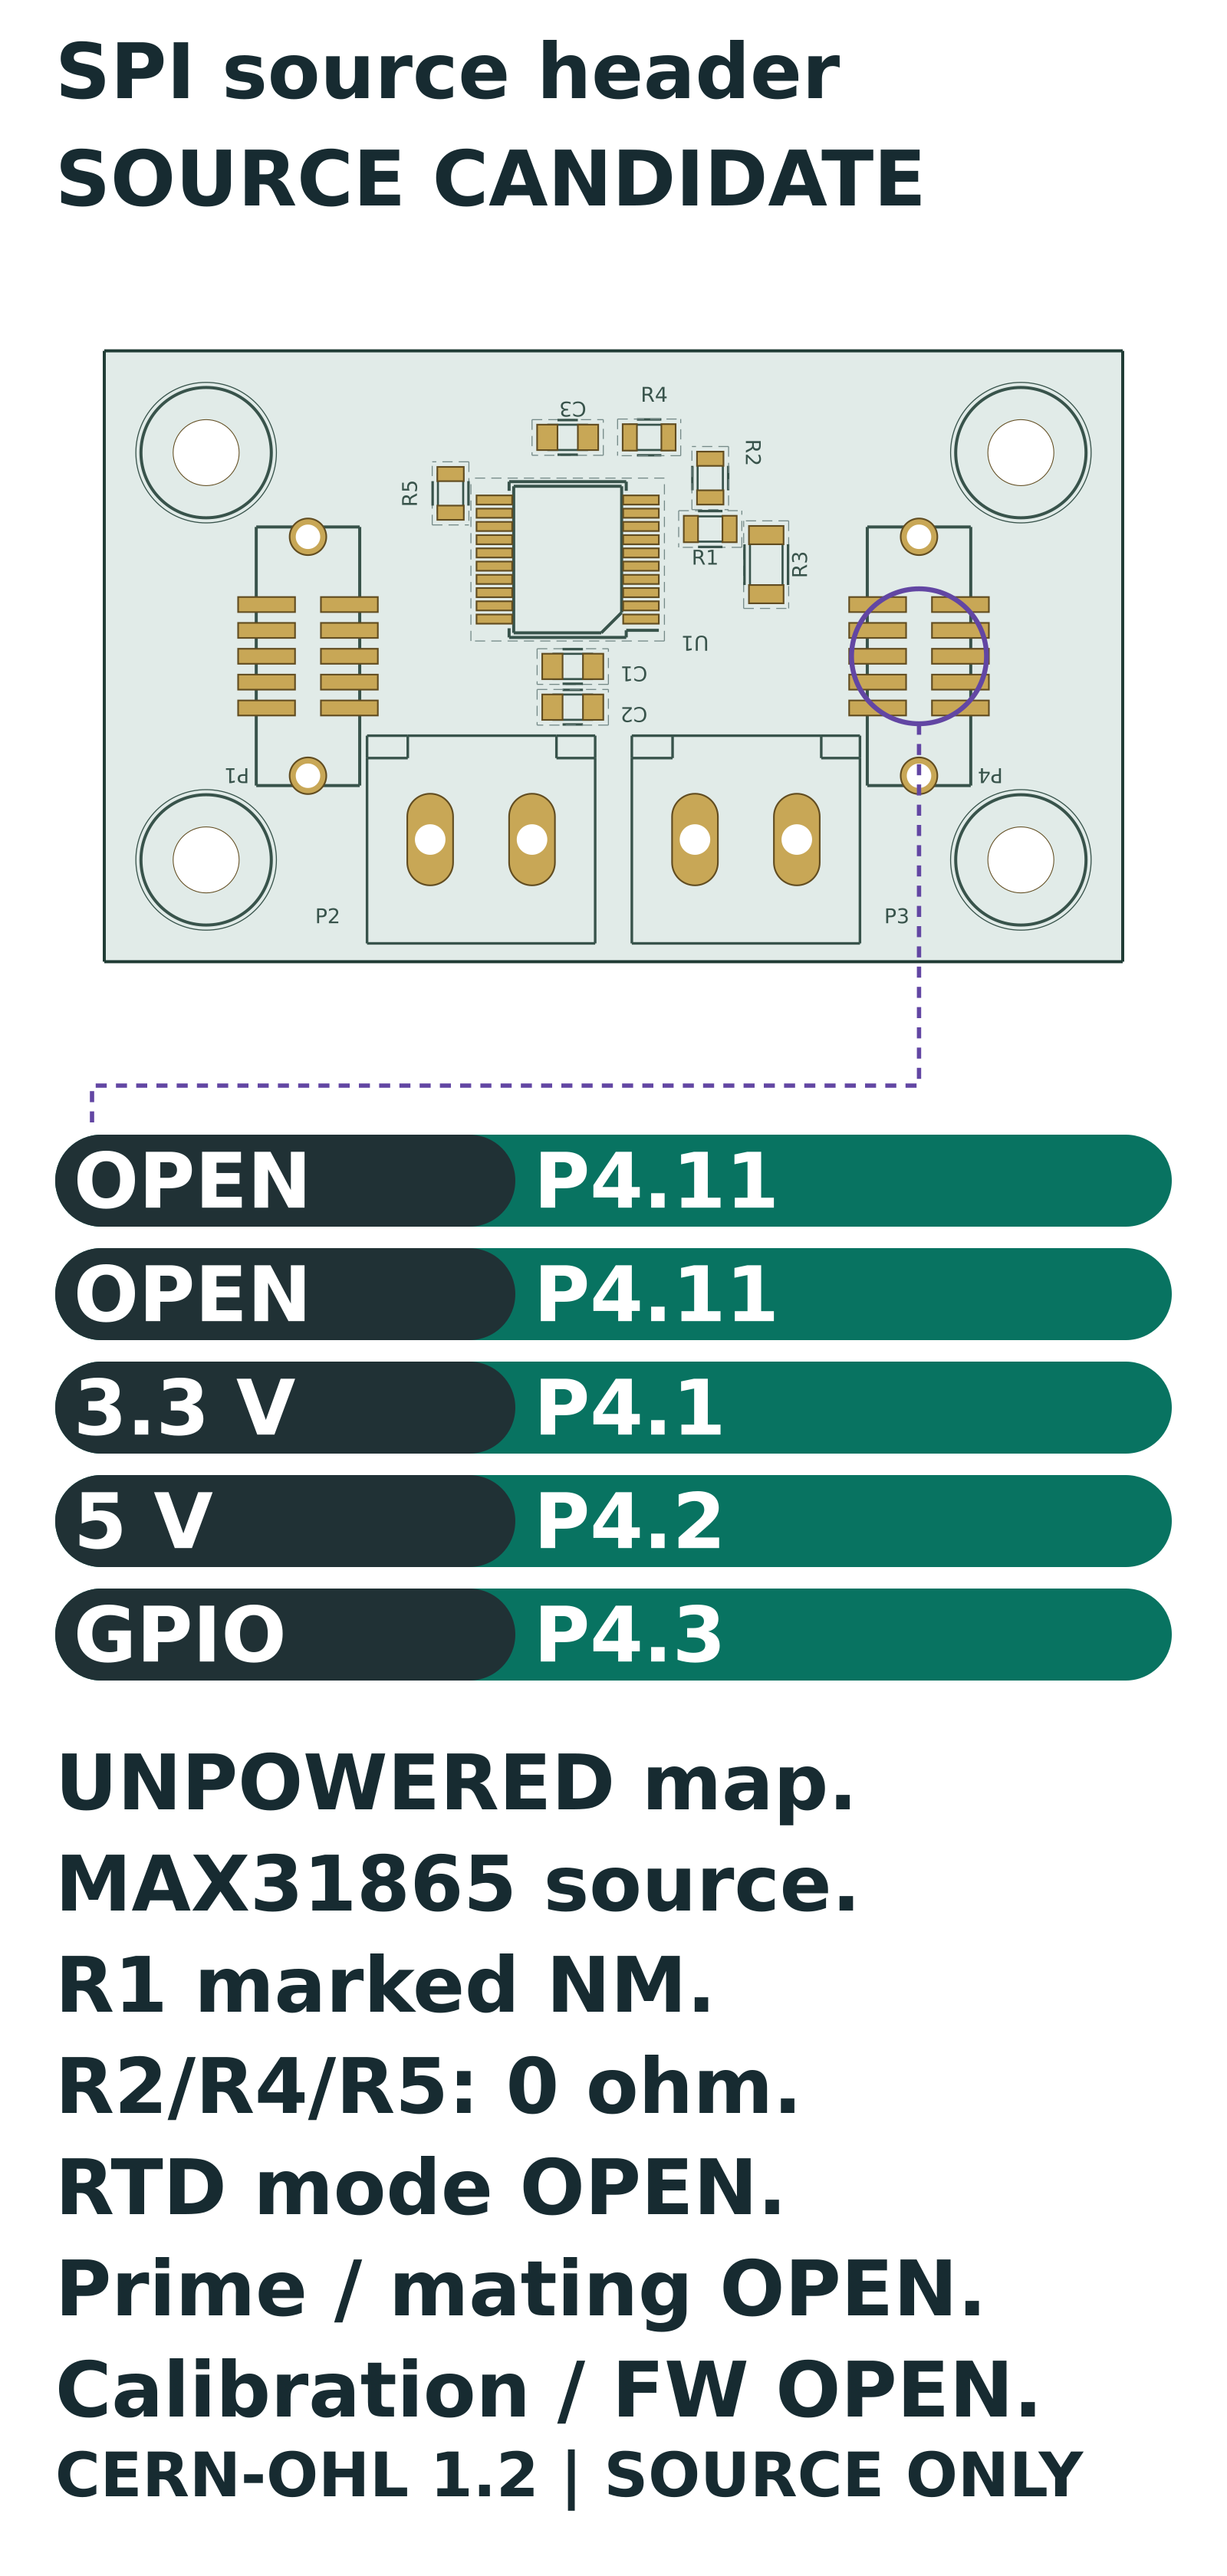 SPI source header
SOURCE CANDIDATE
C3
R4
R2
R5
R1
R3
U1
C1
C2
P1
P4
P2
P3
OPEN P4.11
OPEN P4.11
3.3 V P4.1
5 V P4.2
GPIO P4.3
UNPOWERED map.
MAX31865 source.
R1 marked NM.
R2/R4/R5: 0 ohm.
RTD mode OPEN.
Prime / mating OPEN.
Calibration / FW OPEN.
CERN-OHL 1.2 | SOURCE ONLY